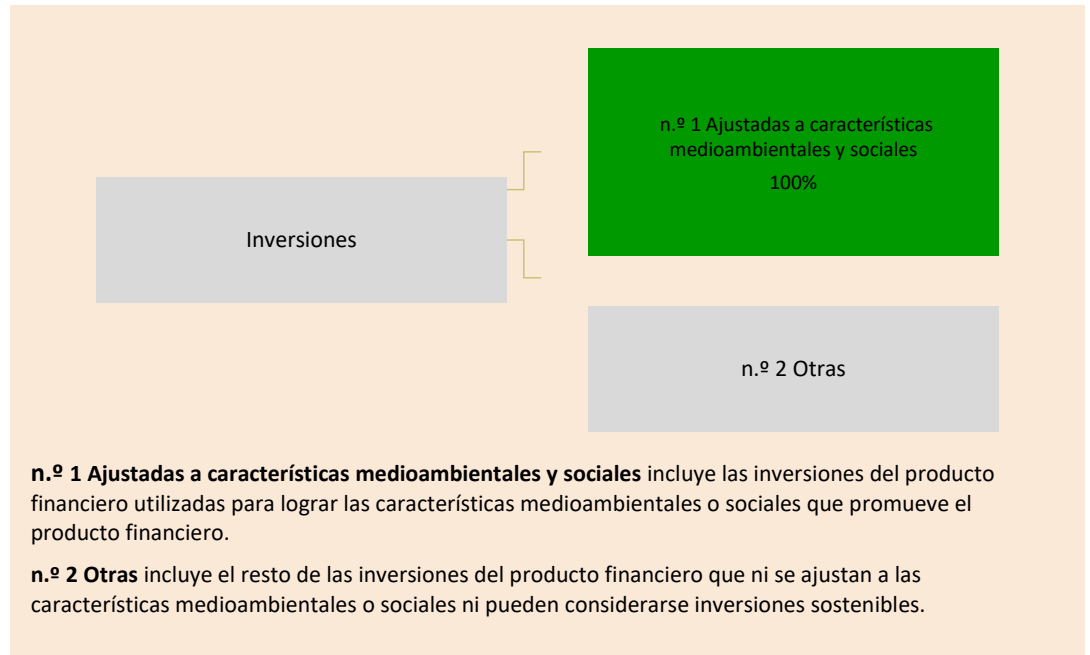 n.º 1 Ajustadas a características
medioambientales y sociales
100%
Inversiones
n.º 2 Otras
n.º 1 Ajustadas a características medioambientales y sociales incluye las inversiones del producto
financiero utilizadas para lograr las características medioambientales o sociales que promueve el
producto financiero.
n.º 2 Otras incluye el resto de las inversiones del producto financiero que ni se ajustan a las
características medioambientales o sociales ni pueden considerarse inversiones sostenibles.